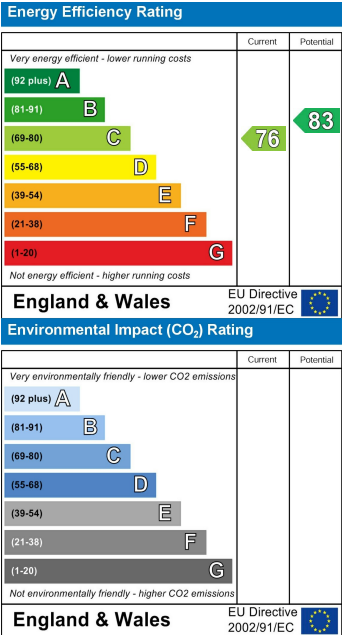 Energy Efficiency Rating
Current Potential
Very energy efficient - lower running costs
(92 plus) A
(81-91) B
(69-80) C
(55-68) D
(39-54) E
(21-38) F
(1-20) G
76
83
Not energy efficient - higher running costs
England & Wales
EU Directive
2002/91/EC
Environmental Impact (CO₂) Rating
Current Potential
Very environmentally friendly - lower CO2 emissions
(92 plus) A
(81-91) B
(69-80) C
(55-68) D
(39-54) E
(21-38) F
(1-20) G
Not environmentally friendly - higher CO2 emissions
England & Wales
EU Directive
2002/91/EC